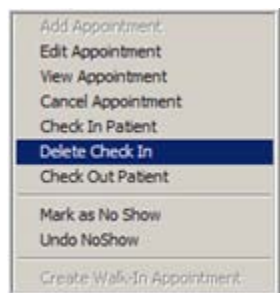 Add Appointment
Edit Appointment
View Appointment
Cancel Appointment
Check In Patient
Delete Check In
Check Out Patient
Mark as No Show
Undo NoShow
Create Walk-In Appointment